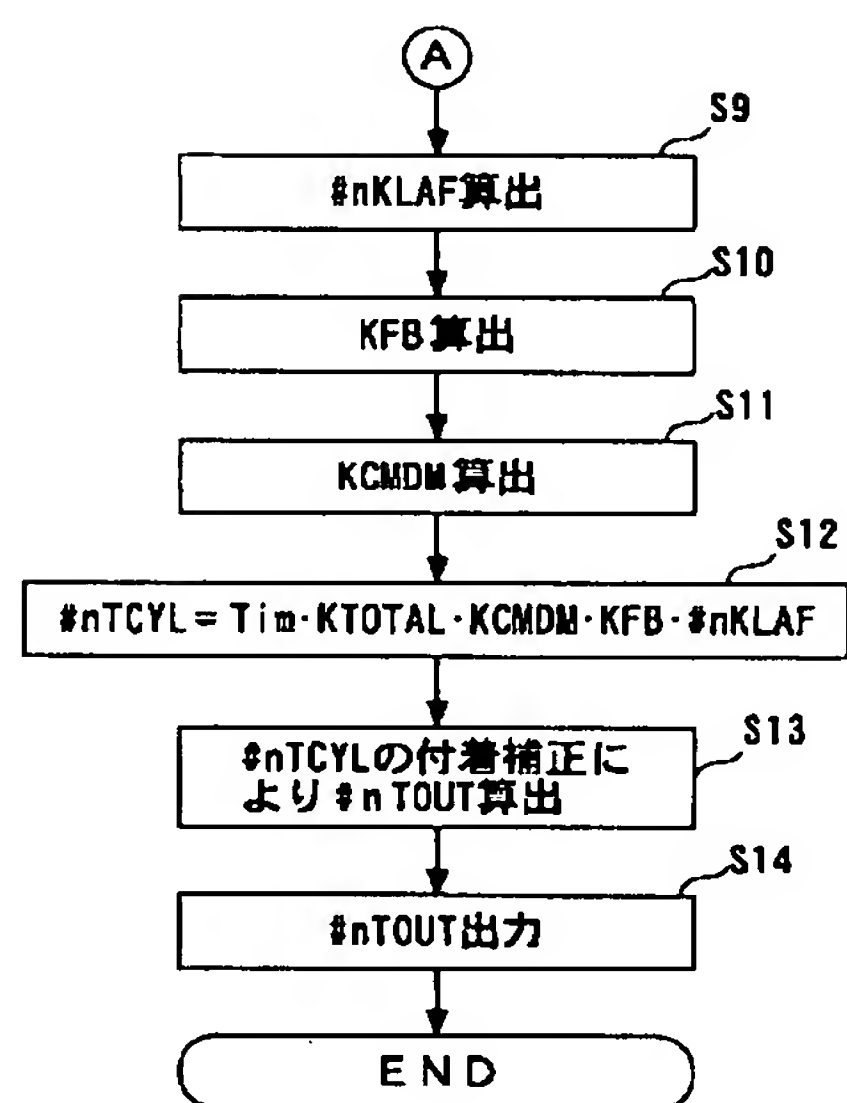 A
S9
#nKLAF算出
S10
KFB算出
S11
KCMDM算出
S12
#nTCYL=Tim·KTOTAL·KCMDM·KFB·#nKLAF
S13
#nTCYLの付着補正に
より#nTOUT算出
S14
#nTOUT出力
END